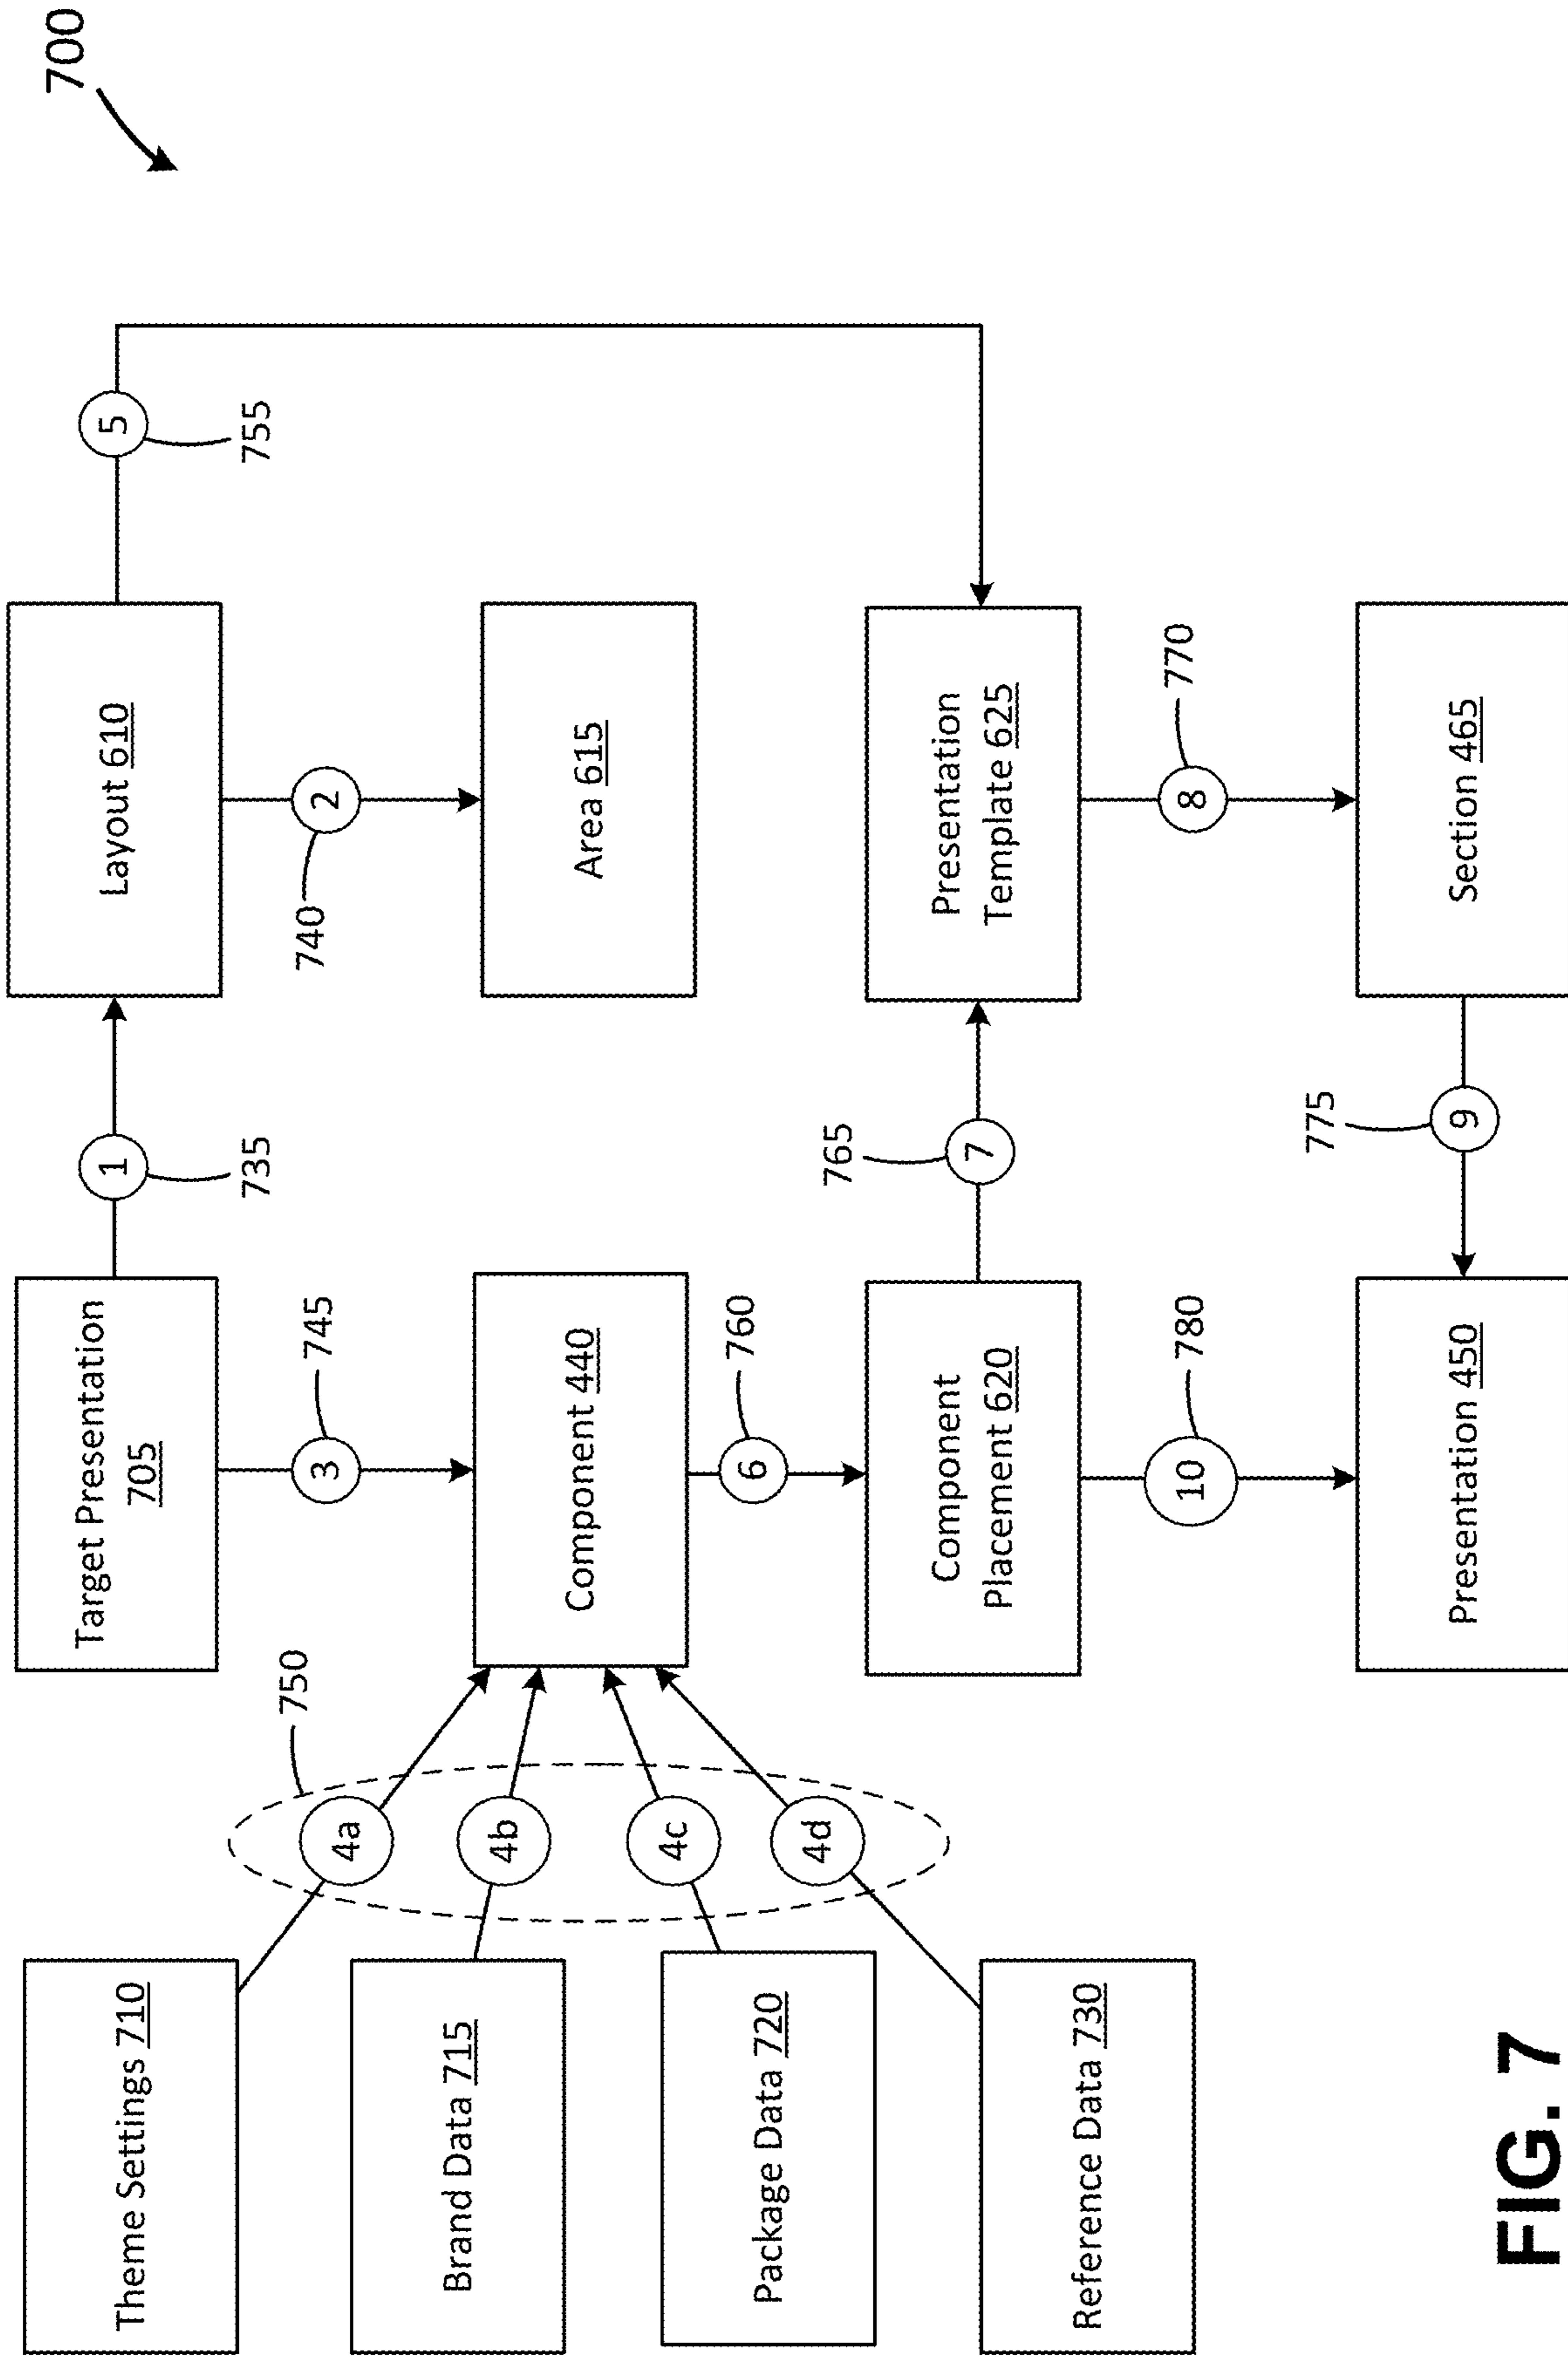 700
Theme Settings 710
Brand Data 715
Package Data 720
Reference Data 730
4a
4b
4c
4d
750
Target Presentation
705
1
735
Layout 610
5
755
3
745
2
740
Component 440
Area 615
6
760
Component
Placement 620
7
765
Presentation
Template 625
10
780
8
770
Presentation 450
9
775
Section 465
FIG. 7